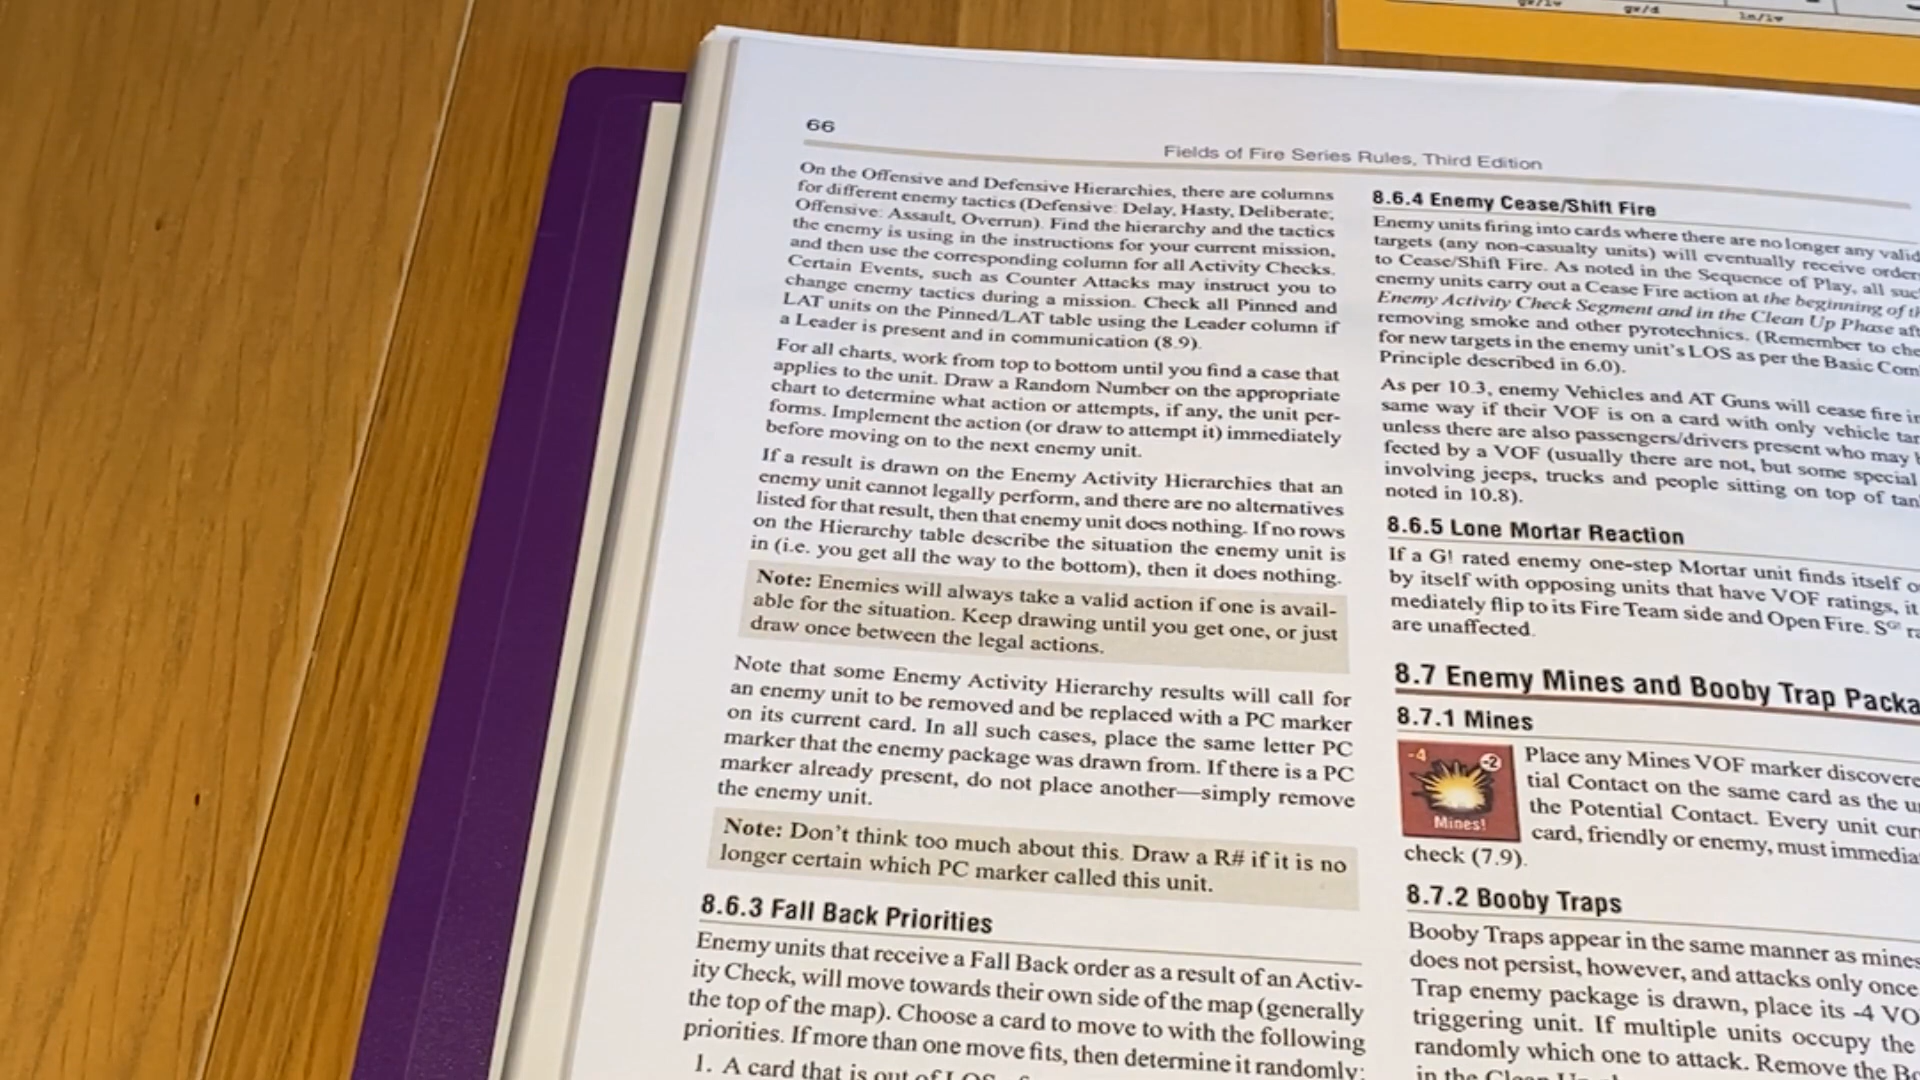 66
Fields of Fire Series Rules, Third Edition
On the Offensive and Defensive Hierarchies, there are columns
for different enemy tactics (Defensive: Delay, Hasty, Deliberate;
Offensive: Assault, Overrun). Find the hierarchy and the tactics
the enemy is using in the instructions for your current mission,
and then use the corresponding column for all Activity Checks.
Certain Events, such as Counter Attacks may instruct you to
change enemy tactics during a mission. Check all Pinned and
LAT units on the Pinned/LAT table using the Leader column if
a Leader is present and in communication (8.9).
For all charts, work from top to bottom until you find a case that
applies to the unit. Draw a Random Number on the appropriate
chart to determine what action or attempts, if any, the unit per-
forms. Implement the action (or draw to attempt it) immediately
before moving on to the next enemy unit.
If a result is drawn on the Enemy Activity Hierarchies that an
enemy unit cannot legally perform, and there are no alternatives
listed for that result, then that enemy unit does nothing. If no rows
on the Hierarchy table describe the situation the enemy unit is
in (i.e. you get all the way to the bottom), then it does nothing.
Note: Enemies will always take a valid action if one is avail-
able for the situation. Keep drawing until you get one, or just
draw once between the legal actions.
Note that some Enemy Activity Hierarchy results will call for
an enemy unit to be removed and be replaced with a PC marker
on its current card. In all such cases, place the same letter PC
marker that the enemy package was drawn from. If there is a PC
marker already present, do not place another—simply remove
the enemy unit.
Note: Don't think too much about this. Draw a R# if it is no
longer certain which PC marker called this unit.
8.6.3 Fall Back Priorities
Enemy units that receive a Fall Back order as a result of an Activ-
ity Check, will move towards their own side of the map (generally
the top of the map). Choose a card to move to with the following
priorities. If more than one move fits, then determine it randomly:
1. A card that is out of LOS
8.6.4 Enemy Cease/Shift Fire
Enemy units firing into cards where there are no longer any valid
targets (any non-casualty units) will eventually receive
to Cease/Shift Fire. As noted in the Sequence of Play, all
enemy units carry out a Cease Fire action at the beginning of
Enemy Activity Check Segment and in the Clean Up Phase
removing smoke and other pyrotechnics. (Remember to
for new targets in the enemy unit's LOS as per the Basic
Principle described in 6.0).
As per 10.3, enemy Vehicles and AT Guns will cease fire
same way if their VOF is on a card with only vehicle
unless there are also passengers/drivers present who may
fected by a VOF (usually there are not, but some special
involving jeeps, trucks and people sitting on top of
noted in 10.8).
8.6.5 Lone Mortar Reaction
If a G! rated enemy one-step Mortar unit finds itself
by itself with opposing units that have VOF ratings, it
mediately flip to its Fire Team side and Open Fire.
are unaffected.
8.7 Enemy Mines and Booby Trap
8.7.1 Mines
-4
-2
Mines!
Place any Mines VOF marker
tial Contact on the same card as the
the Potential Contact. Every unit
card, friendly or enemy, must
check (7.9).
8.7.2 Booby Traps
Booby Traps appear in the same manner as mines
does not persist, however, and attacks only once
Trap enemy package is drawn, place its -4
triggering unit. If multiple units occupy the
randomly which one to attack. Remove the
in the Clean